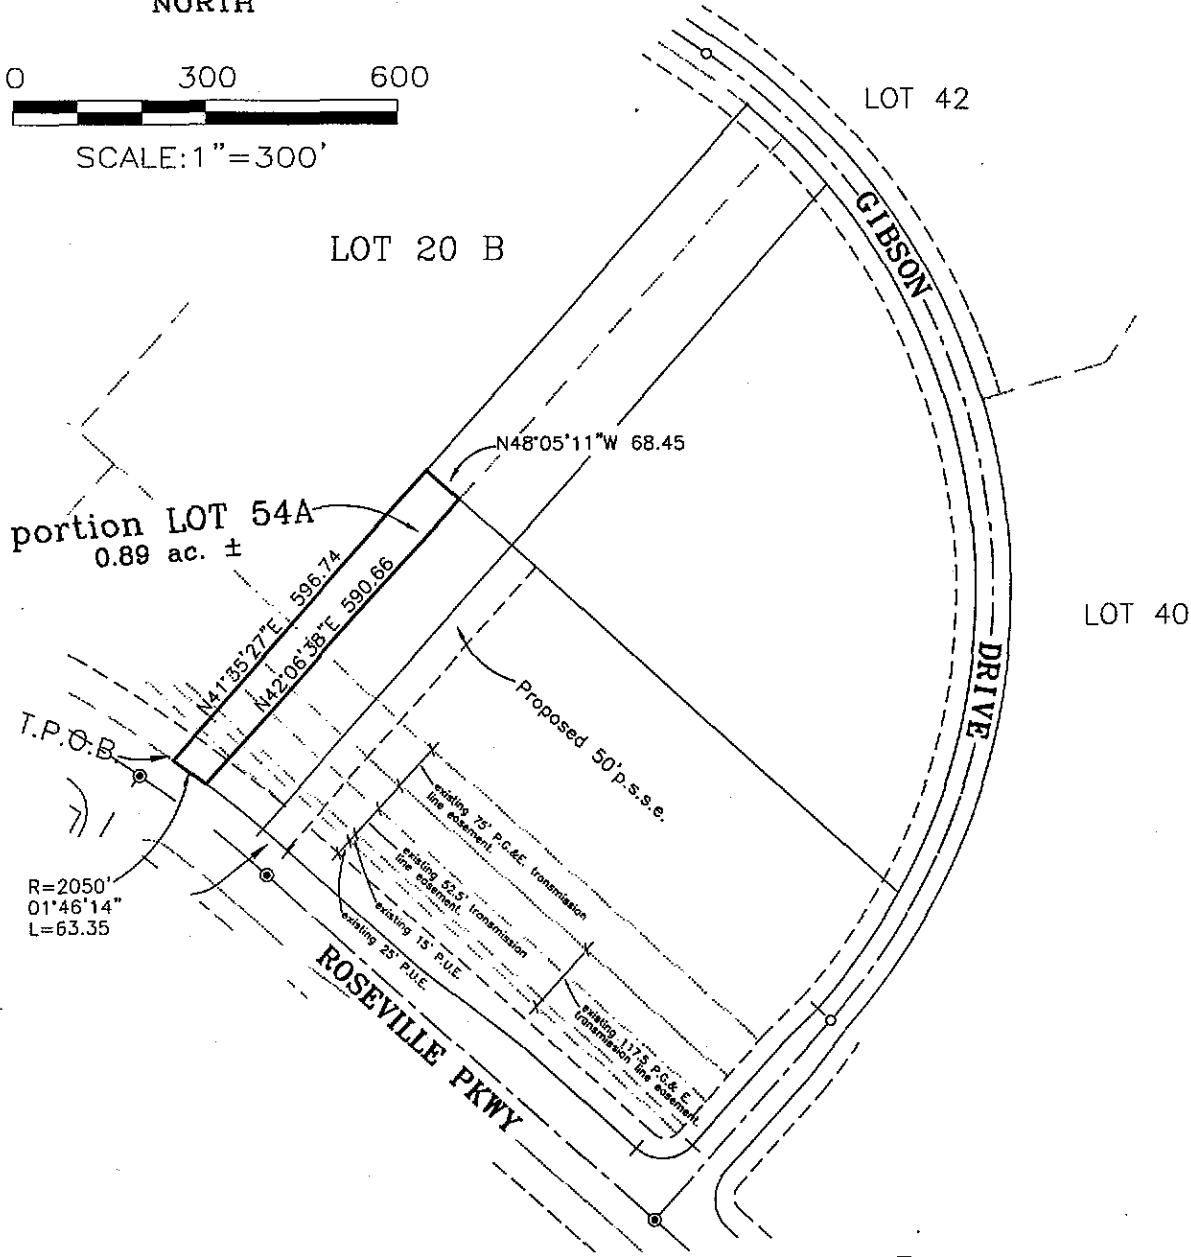 NORTH
0 300 600
SCALE: 1"=300'
LOT 42
GIBSON
LOT 20 B
N48°05'11"W 68.45
portion LOT 54A
0.89 ac. ±
N41°35'27"E 596.74
N42°06'38"E 590.66
LOT 40
DRIVE
Proposed 50' p.s.s.e.
T.P.O.B.
existing 75' P.G.&E. transmission
line easement.
existing 52.5' transmission
line easement.
existing 15' P.U.E.
existing 25' P.U.E.
existing 117.5 P.G.& E.
transmission line easement.
R=2050'
01°46'14"
L=63.35
ROSEVILLE PKWY